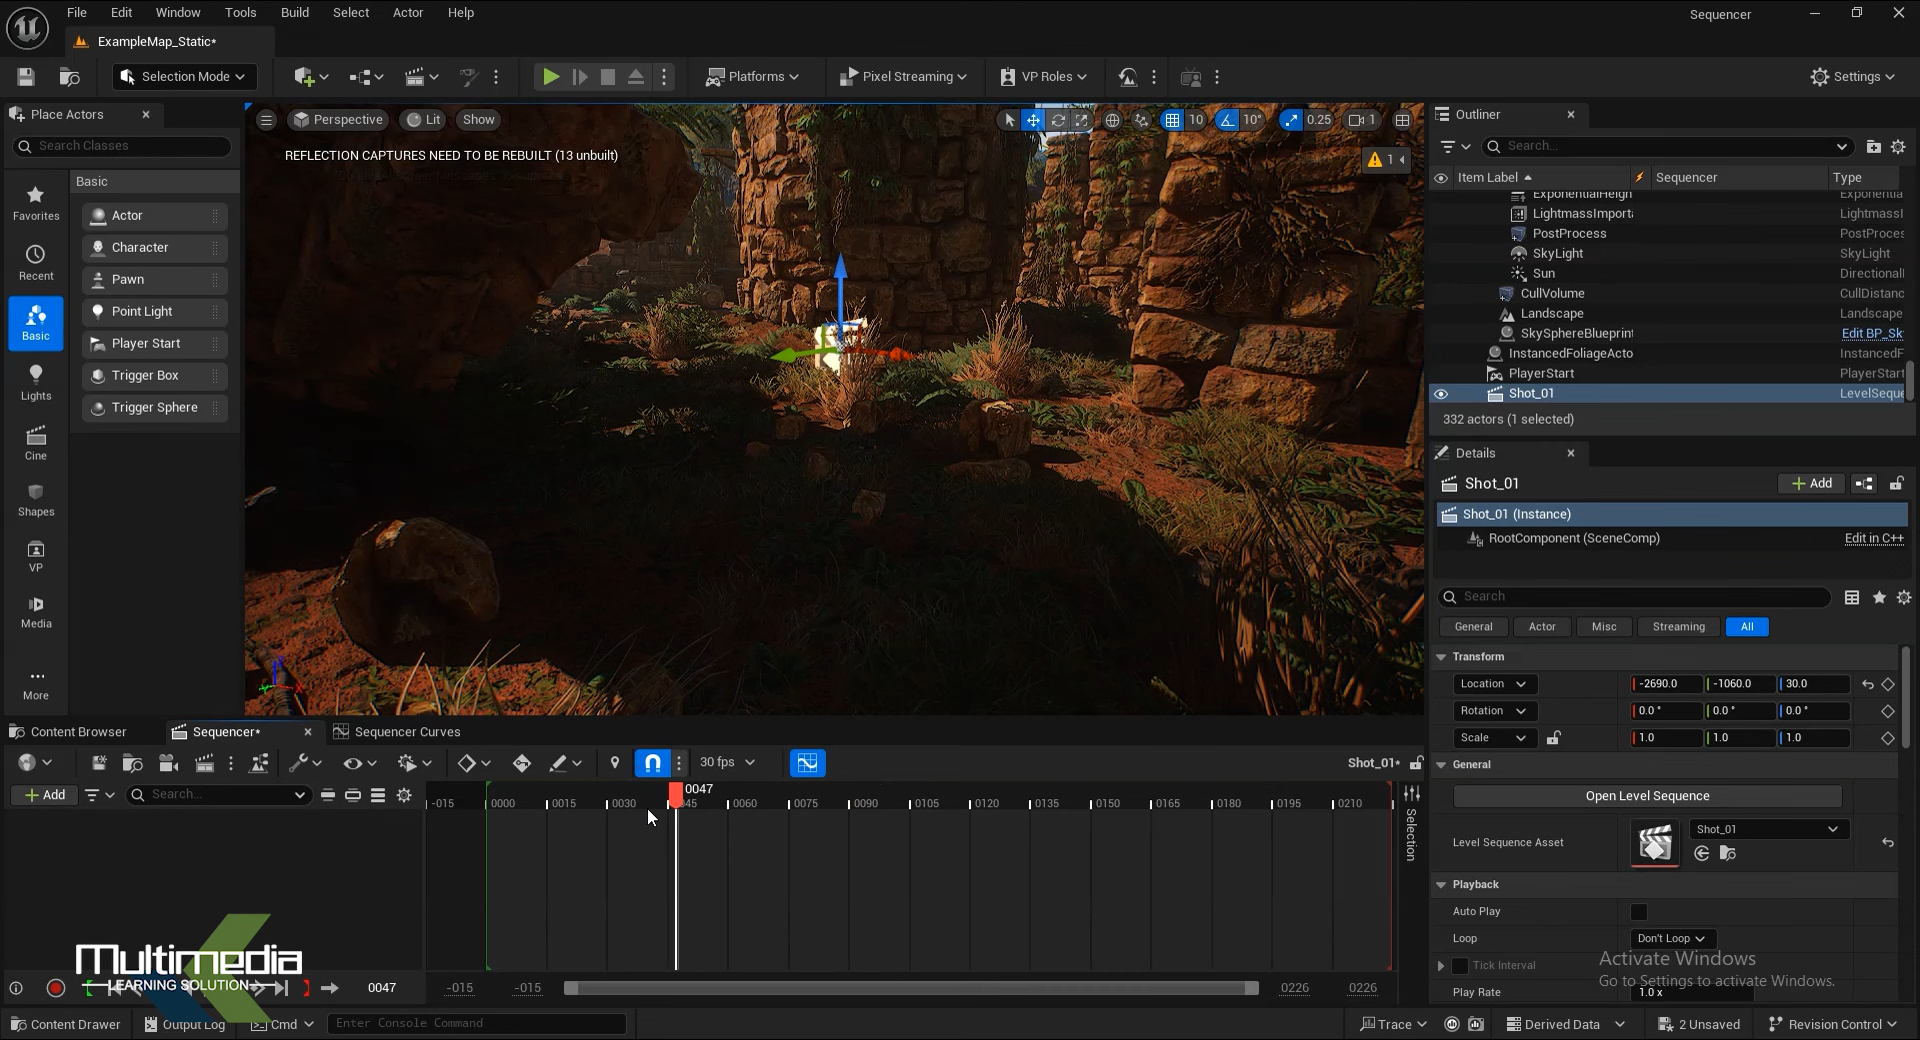 File Edit Window Tools Build Select Actor Help
Sequencer
ExampleMap_Static*
Selection Mode
Platforms
Pixel Streaming
VP Roles
Settings
Place Actors
Search Classes
Favorites
Recent
Basic
Lights
Cine
Shapes
VP
Media
More
Basic
Actor
Character
Pawn
Point Light
Player Start
Trigger Box
Trigger Sphere
Perspective
Lit
Show
10
10°
0.25
1
REFLECTION CAPTURES NEED TO BE REBUILT (13 unbuilt)
1
Outliner
Search...
Item Label Sequencer Type
ExponentialHeigh Exponentia
LightmassImport LightmassI
PostProcess PostProces
SkyLight SkyLight
Sun Directional
CullVolume CullDistanc
Landscape Landscape
SkySphereBlueprint Edit BP_Sk
InstancedFoliageActo InstancedF
PlayerStart PlayerStart
Shot_01 LevelSeque
332 actors (1 selected)
Details
Shot_01
Add
Shot_01 (Instance)
RootComponent (SceneComp) Edit in C++
Search
General Actor Misc Streaming All
Transform
Location -2690.0 -1060.0 30.0
Rotation 0.0 ° 0.0 ° 0.0 °
Scale 1.0 1.0 1.0
General
Open Level Sequence
Level Sequence Asset Shot_01
Playback
Auto Play
Loop Don't Loop
Tick Interval
Play Rate 1.0 x
Activate Windows
Go to Settings to activate Windows.
Content Browser
Sequencer*
Sequencer Curves
30 fps
Shot_01*
Add
Search...
0047
-015 0000 0015 0030 045 0060 0075 0090 0105 0120 0135 0150 0165 0180 0195 0210
Selection
Multimedia
LEARNING SOLUTION
0047
-015 -015 0226 0226
Content Drawer
Output Log
Cmd
Enter Console Command
Trace
Derived Data
2 Unsaved
Revision Control